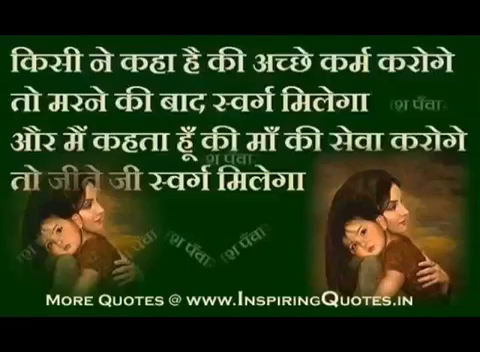 किसी ने कहा है की अच्छे कर्म करोगे
तो मरने की बाद स्वर्ग मिलेगा
और मैं कहता हूँ की माँ की सेवा करोगे
तो जीते जी स्वर्ग मिलेगा
MORE QUOTES @ WWW.INSPIRINGQUOTES.IN